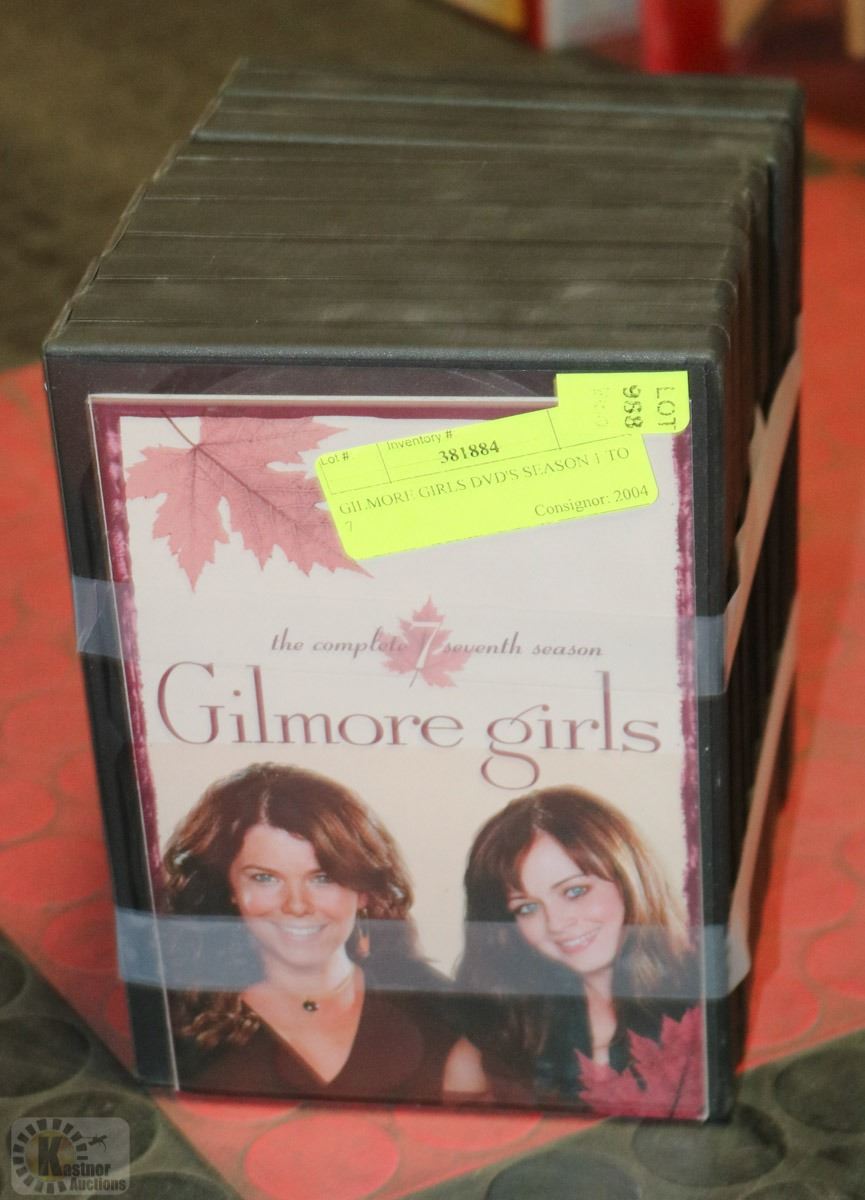 LOT
988
Lot #:
Inventory #
381884
GILMORE GIRLS DVD'S SEASON 1 TO
7
Consignor: 2004
the complete 7 seventh season
Gilmore girls
Kastner
Auctions